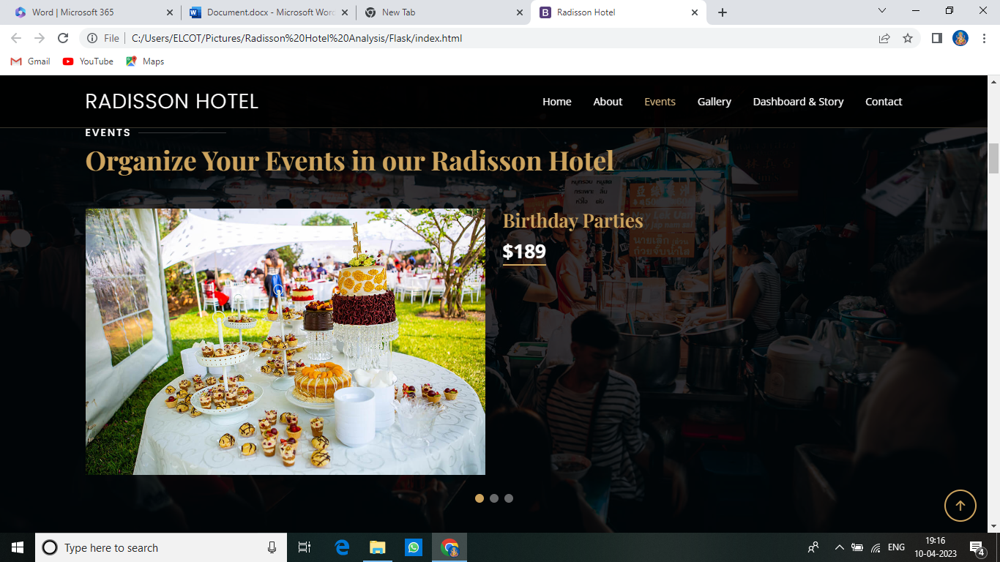 Word | Microsoft 365
Document.docx - Microsoft Word
New Tab
Radisson Hotel
File
C:/Users/ELCOT/Pictures/Radisson%20Hotel%20Analysis/Flask/index.html
Gmail
YouTube
Maps
RADISSON HOTEL
Home
About
Events
Gallery
Dashboard & Story
Contact
EVENTS
Organize Your Events in our Radisson Hotel
Birthday Parties
$189
Type here to search
ENG
19:16
10-04-2023
4